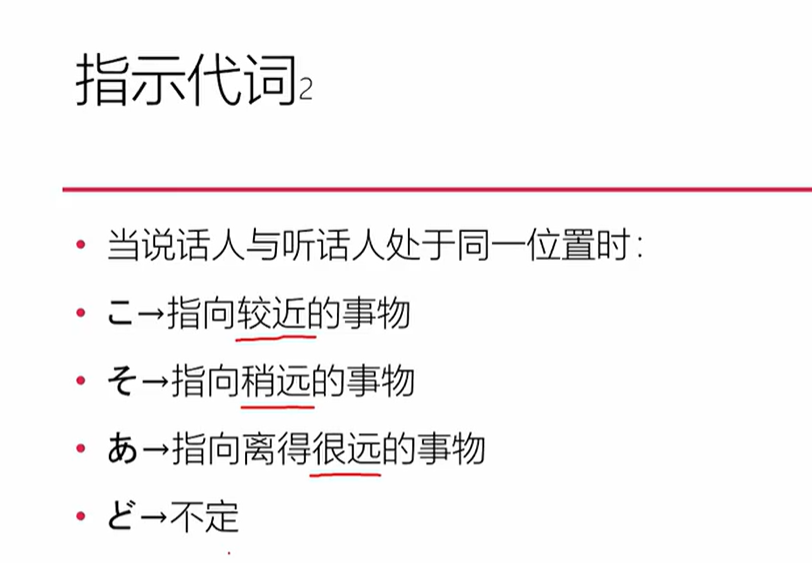 指示代词2
• 当说话人与听话人处于同一位置时：
• こ→指向较近的事物
• そ→指向稍远的事物
• あ→指向离得很远的事物
• ど→不定